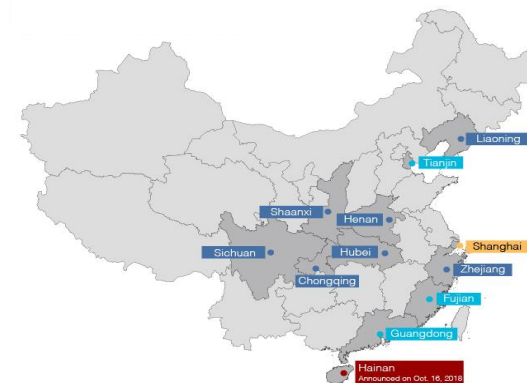 Liaoning
Tianjin
Shaanxi
Henan
Shanghai
Sichuan
Hubei
Zhejiang
Chongqing
Fujian
Guangdong
Hainan
Announced on Oct. 16, 2018